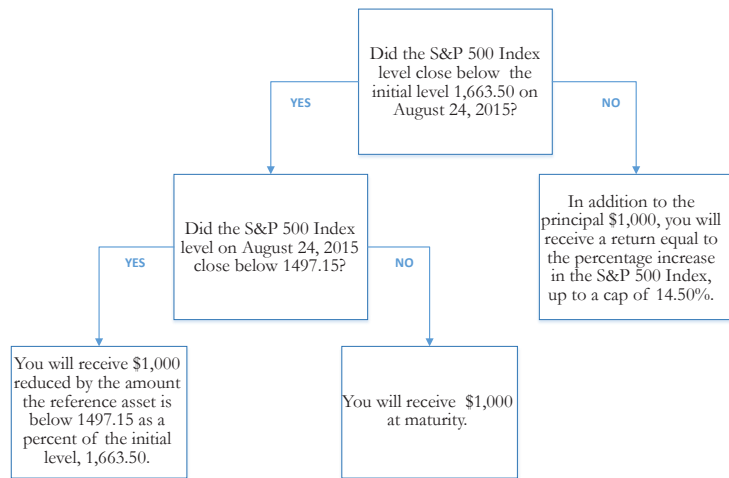 Did the S&P 500 Index
level close below the
initial level 1,663.50 on
August 24, 2015?
YES
NO
Did the S&P 500 Index
level on August 24, 2015
close below 1497.15?
In addition to the
principal $1,000, you will
receive a return equal to
the percentage increase
in the S&P 500 Index,
up to a cap of 14.50%.
YES
NO
You will receive $1,000
reduced by the amount
the reference asset is
below 1497.15 as a
percent of the initial
level, 1,663.50.
You will receive $1,000
at maturity.